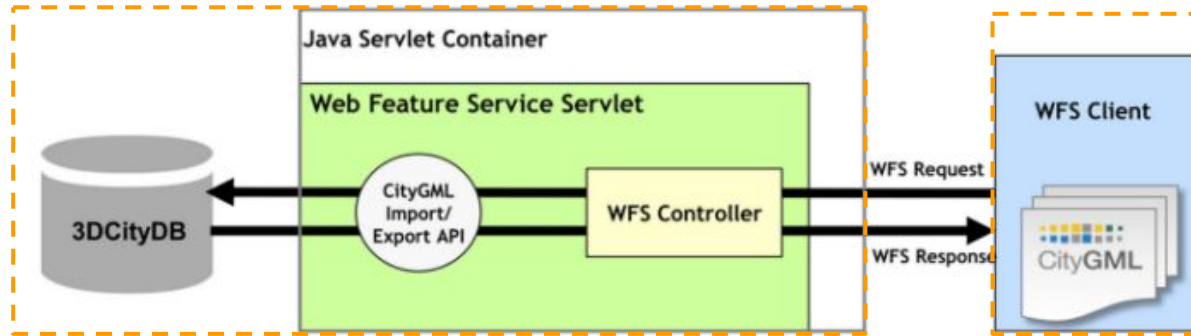 Java Servlet Container
Web Feature Service Servlet
WFS Client
WFS Request
CityGML
Import/
Export API
WFS Controller
3DCityDB
WFS Response
CityGML